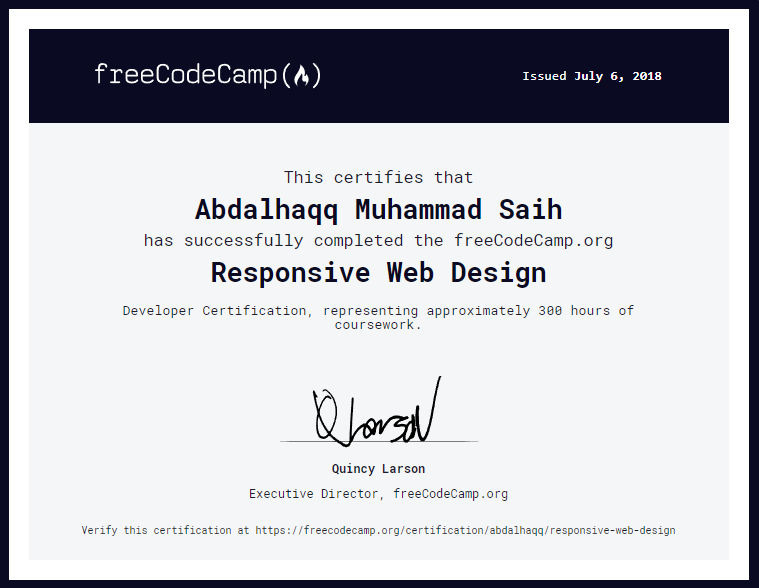 freeCodeCamp(🔥)
Issued July 6, 2018
This certifies that
Abdalhaqq Muhammad Saih
has successfully completed the freeCodeCamp.org
Responsive Web Design
Developer Certification, representing approximately 300 hours of
coursework.
QLarson
Quincy Larson
Executive Director, freeCodeCamp.org
Verify this certification at https://freecodecamp.org/certification/abdalhaqq/responsive-web-design